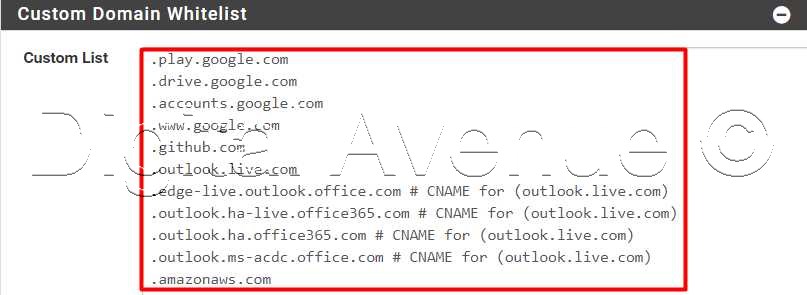 Custom Domain Whitelist
Custom List
.play.google.com
.drive.google.com
.accounts.google.com
.www.google.com
.github.com
.outlook.live.com
.edge-live.outlook.office.com # CNAME for (outlook.live.com)
.outlook.ha-live.office365.com # CNAME for (outlook.live.com)
.outlook.ha.office365.com # CNAME for (outlook.live.com)
.outlook.ms-acdc.office.com # CNAME for (outlook.live.com)
.amazonaws.com
Digital Avenue ©